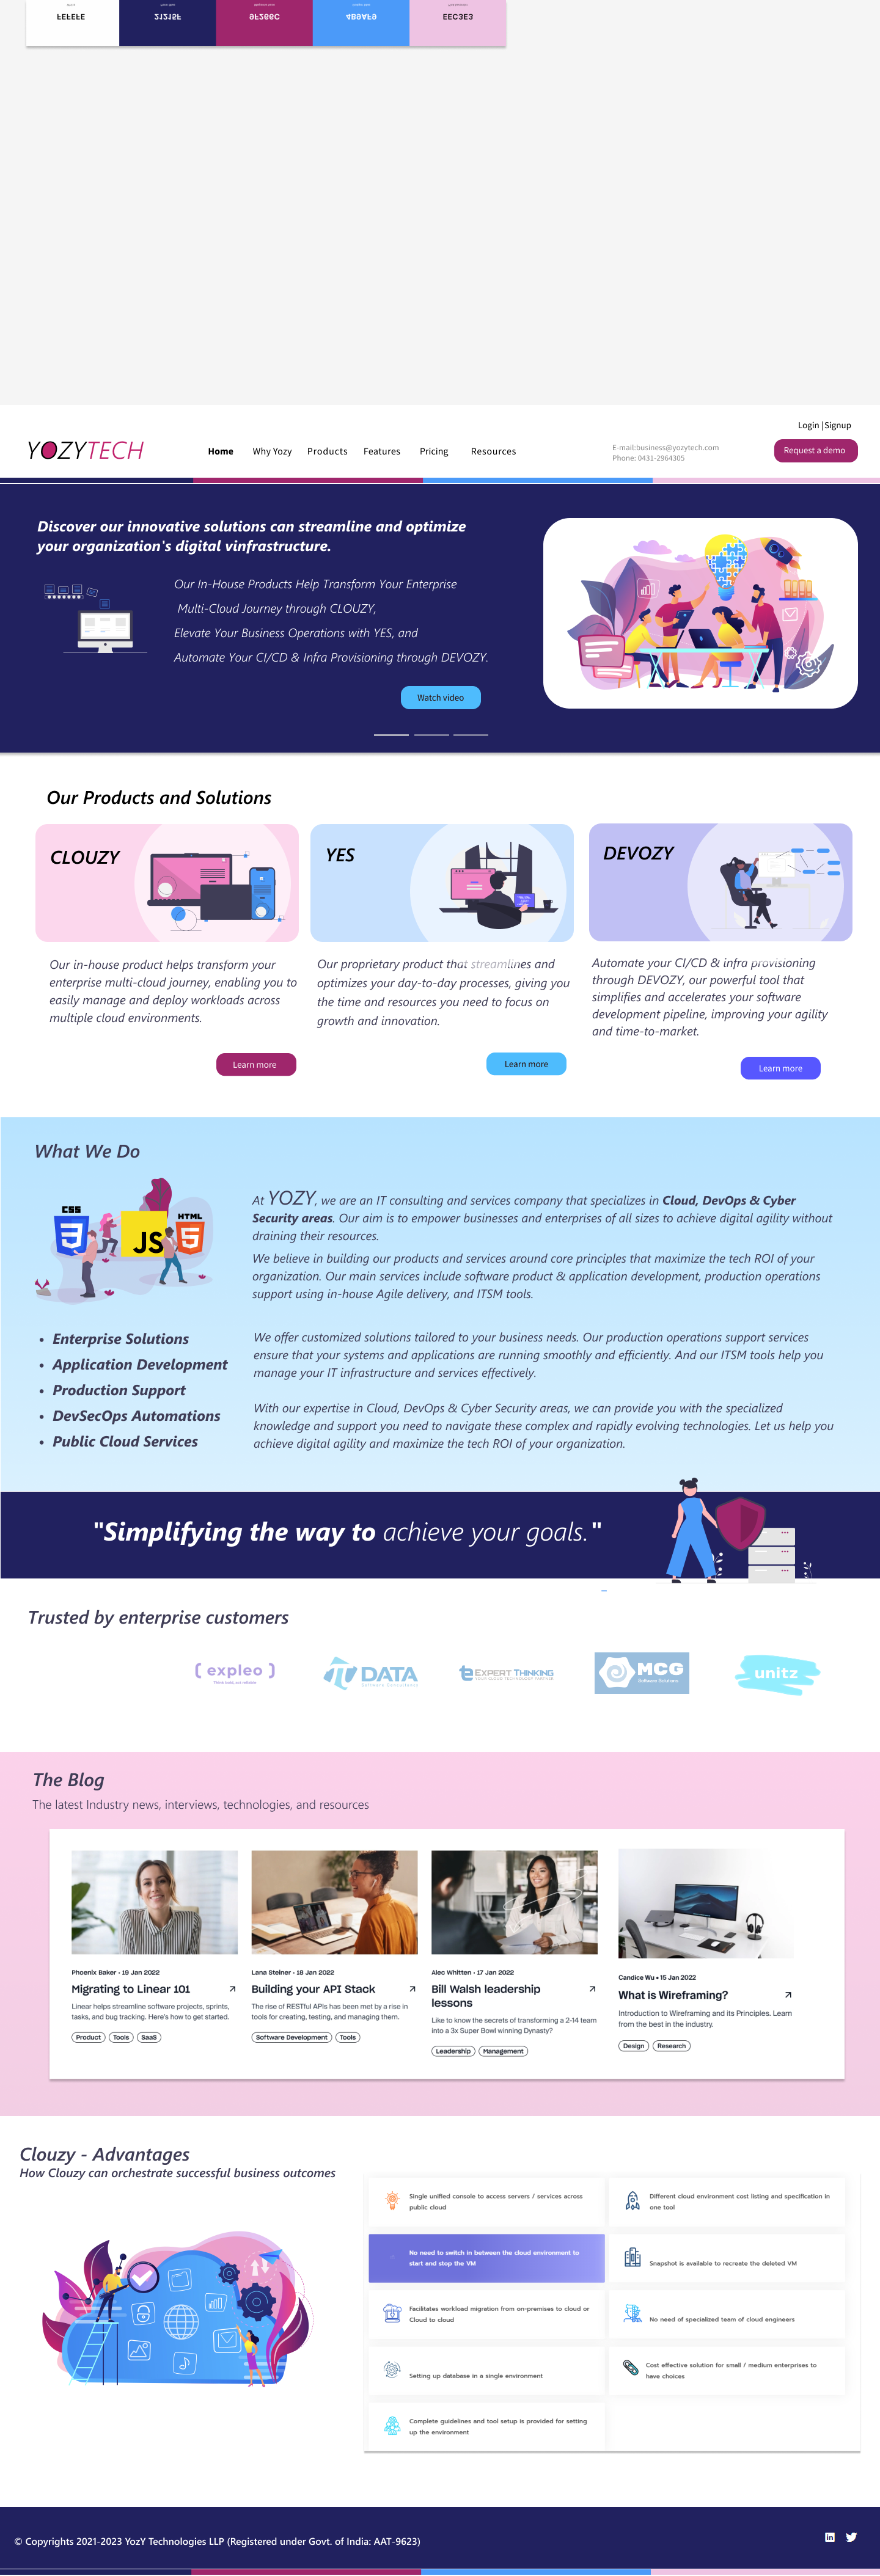 FEFEFE
21215F
9F266C
4B9AF9
EEC3E3
Login | Signup
YOZYTECH
Home Why Yozy Products Features Pricing Resources
E-mail:business@yozytech.com
Phone: 0431-2964305
Request a demo
Discover our innovative solutions can streamline and optimize
your organization's digital vinfrastructure.
Our In-House Products Help Transform Your Enterprise
Multi-Cloud Journey through CLOUZY,
Elevate Your Business Operations with YES, and
Automate Your CI/CD & Infra Provisioning through DEVOZY.
Watch video
Our Products and Solutions
CLOUZY
Our in-house product helps transform your
enterprise multi-cloud journey, enabling you to
easily manage and deploy workloads across
multiple cloud environments.
Learn more
YES
Our proprietary product that streamlines and
optimizes your day-to-day processes, giving you
the time and resources you need to focus on
growth and innovation.
Learn more
DEVOZY
Automate your CI/CD & infra provisioning
through DEVOZY, our powerful tool that
simplifies and accelerates your software
development pipeline, improving your agility
and time-to-market.
Learn more
What We Do
CSS
JS
HTML
At YOZY, we are an IT consulting and services company that specializes in Cloud, DevOps & Cyber
Security areas. Our aim is to empower businesses and enterprises of all sizes to achieve digital agility without
draining their resources.
We believe in building our products and services around core principles that maximize the tech ROI of your
organization. Our main services include software product & application development, production operations
support using in-house Agile delivery, and ITSM tools.
• Enterprise Solutions
• Application Development
• Production Support
• DevSecOps Automations
• Public Cloud Services
We offer customized solutions tailored to your business needs. Our production operations support services
ensure that your systems and applications are running smoothly and efficiently. And our ITSM tools help you
manage your IT infrastructure and services effectively.
With our expertise in Cloud, DevOps & Cyber Security areas, we can provide you with the specialized
knowledge and support you need to navigate these complex and rapidly evolving technologies. Let us help you
achieve digital agility and maximize the tech ROI of your organization.
"Simplifying the way to achieve your goals."
Trusted by enterprise customers
( expleo )
DATA
Software Consultants
EXPERT THINKING
YOUR CLOUD TECHNOLOGY PARTNER
MCG
Software Solutions
unitz
The Blog
The latest Industry news, interviews, technologies, and resources
Phoenix Baker • 19 Jan 2022
Migrating to Linear 101
Linear helps streamline software projects, sprints,
tasks, and bug tracking. Here's how to get started.
Product Tools SaaS
Lana Steiner • 18 Jan 2022
Building your API Stack
The rise of RESTful APIs has been met by a rise in
tools for creating, testing, and managing them.
Software Development Tools
Alec Whitten • 17 Jan 2022
Bill Walsh leadership
lessons
Like to know the secrets of transforming a 2-14 team
into a 3x Super Bowl winning Dynasty?
Leadership Management
Candice Wu • 15 Jan 2022
What is Wireframing?
Introduction to Wireframing and its Principles. Learn
from the best in the industry.
Design Research
Clouzy - Advantages
How Clouzy can orchestrate successful business outcomes
Single unified console to access servers / services across
public cloud
Different cloud environment cost listing and specification in
one tool
No need to switch in between the cloud environment to
start and stop the VM
Snapshot is available to recreate the deleted VM
Facilitates workload migration from on-premises to cloud or
Cloud to cloud
No need of specialized team of cloud engineers
Setting up database in a single environment
Cost effective solution for small / medium enterprises to
have choices
Complete guidelines and tool setup is provided for setting
up the environment
© Copyrights 2021-2023 YozY Technologies LLP (Registered under Govt. of India: AAT-9623)